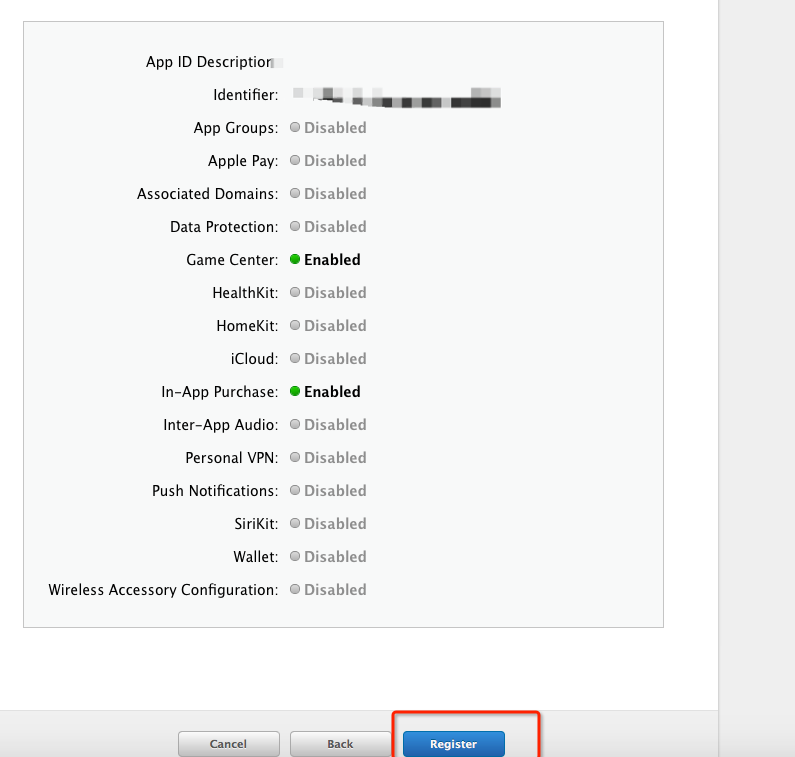 App ID Description
Identifier:
App Groups: Disabled
Apple Pay: Disabled
Associated Domains: Disabled
Data Protection: Disabled
Game Center: Enabled
HealthKit: Disabled
HomeKit: Disabled
iCloud: Disabled
In-App Purchase: Enabled
Inter-App Audio: Disabled
Personal VPN: Disabled
Push Notifications: Disabled
SiriKit: Disabled
Wallet: Disabled
Wireless Accessory Configuration: Disabled
Cancel Back Register